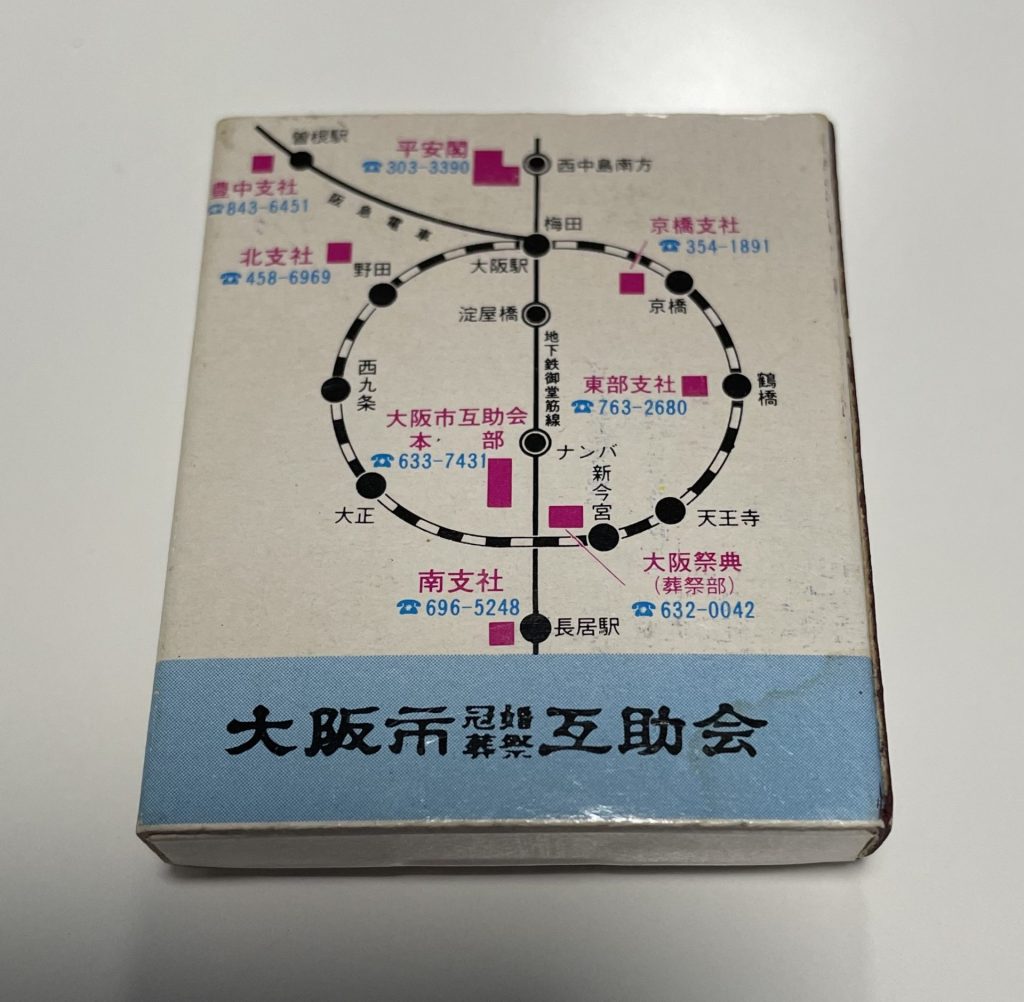 曽根駅
平安閣
☎303-3390
西中島南方
豊中支社
☎843-6451
阪急電車
梅田
京橋支社
☎354-1891
北支社
☎458-6969
野田
大阪駅
京橋
淀屋橋
地下鉄御堂筋線
西九条
東部支社
☎763-2680
鶴橋
大阪市互助会
本部
☎633-7431
ナンバ
新今宮
大正
天王寺
大阪祭典
(葬祭部)
☎632-0042
南支社
☎696-5248
長居駅
大阪市冠婚葬祭互助会